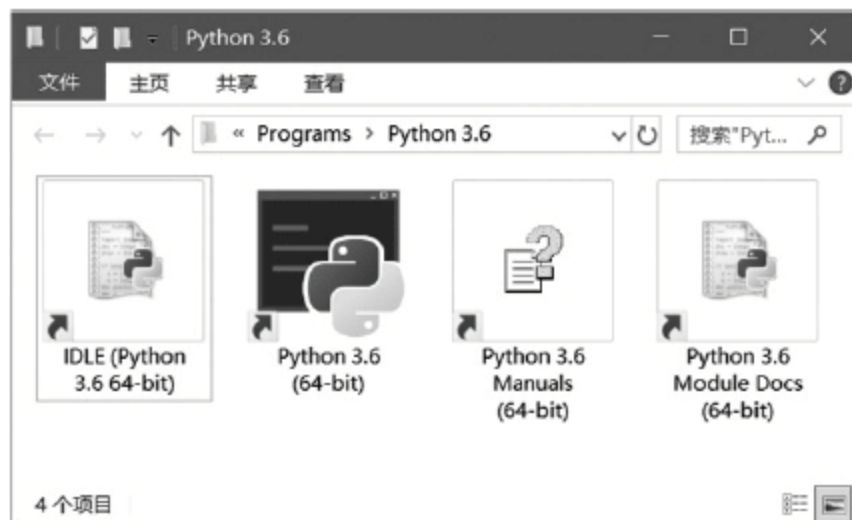 Python 3.6
文件 主页 共享 查看
« Programs > Python 3.6 搜索"Pyt...
IDLE (Python
3.6 64-bit)
Python 3.6
(64-bit)
Python 3.6
Manuals
(64-bit)
Python 3.6
Module Docs
(64-bit)
4 个项目